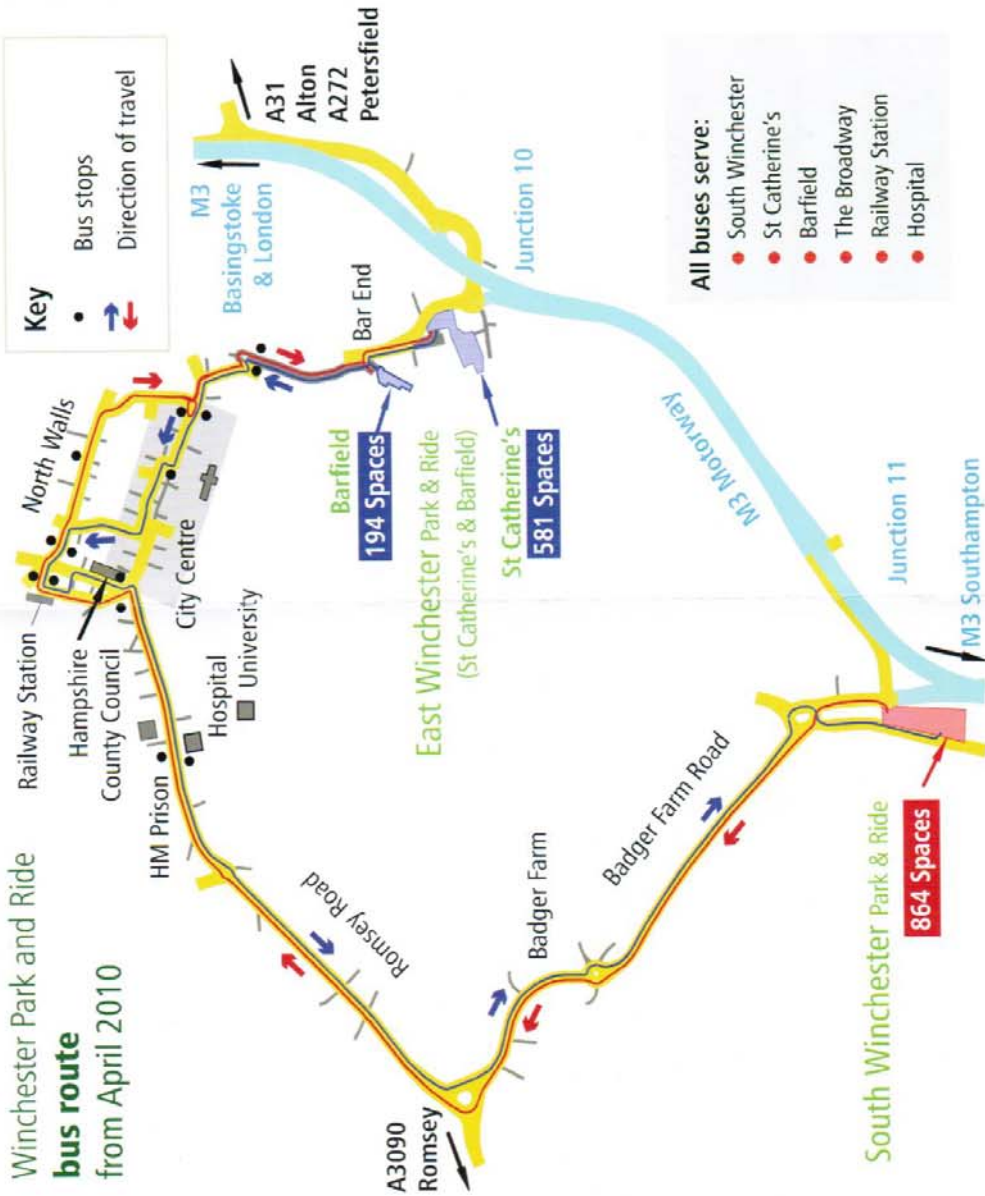 Winchester Park and Ride
bus route
from April 2010
Key
Bus stops
Direction of travel
M3
Basingstoke
& London
A31
Alton
A272
Petersfield
North Walls
Railway Station
Hampshire
County Council
City Centre
HM Prison
Hospital
University
Bar End
Barfield
194 Spaces
East Winchester Park & Ride
(St Catherine's & Barfield)
St Catherine's
581 Spaces
Junction 10
M3 Motorway
Romsey Road
A3090
Romsey
Badger Farm
Badger Farm Road
Junction 11
M3 Southampton
South Winchester Park & Ride
864 Spaces
All buses serve:
South Winchester
St Catherine's
Barfield
The Broadway
Railway Station
Hospital